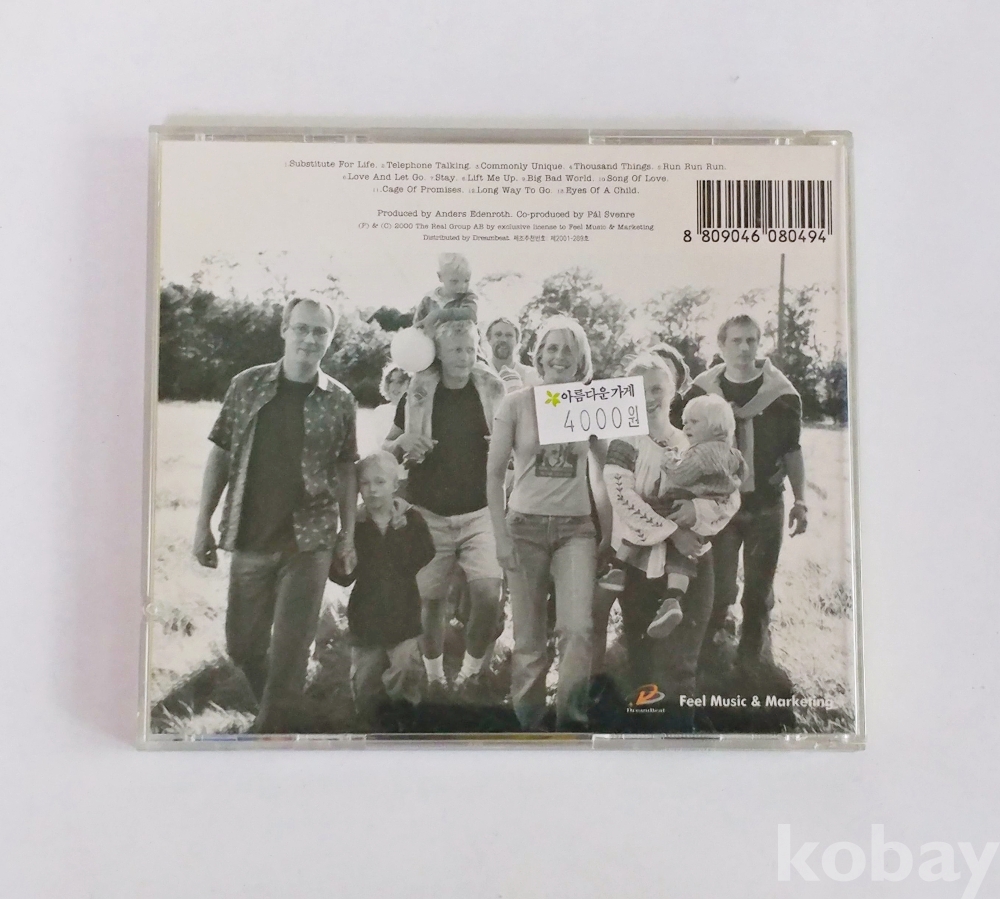 1.Substitute For Life. 2.Telephone Talking. 3.Commonly Unique. 4.Thousand Things. 5.Run Run Run.
6.Love And Let Go. 7.Stay. 8.Lift Me Up. 9.Big Bad World. 10.Song Of Love.
11.Cage Of Promises. 12.Long Way To Go. 13.Eyes Of A Child.
Produced by Anders Edenroth. Co-produced by Pål Svenre
(P) & (C) 2000 The Real Group AB by exclusive license to Feel Music & Marketing
Distributed by Dreambeat.
8 809046 080494
아름다운가게
4000원
DreamBeat
Feel Music & Marketing
kobay